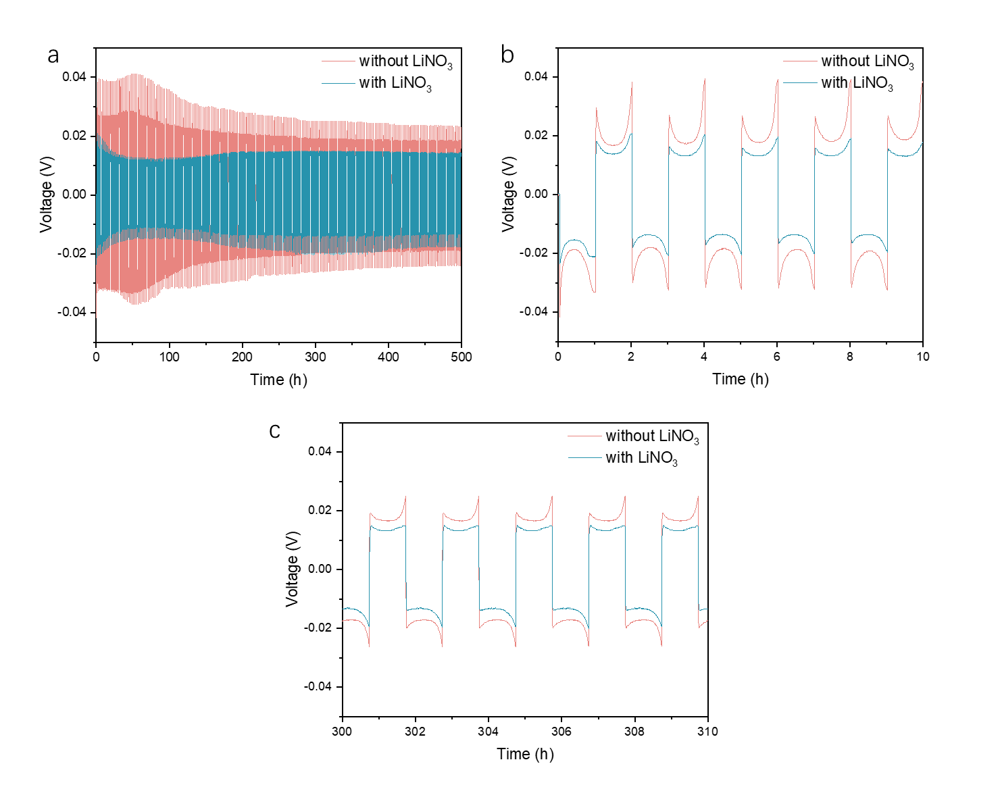 a
without LiNO3
with LiNO3
0.04
0.02
0.00
-0.02
-0.04
Voltage (V)
0
100
200
300
400
500
Time (h)
b
without LiNO3
with LiNO3
0.04
0.02
0.00
-0.02
-0.04
Voltage (V)
0
2
4
6
8
10
Time (h)
c
without LiNO3
with LiNO3
0.04
0.02
0.00
-0.02
-0.04
Voltage (V)
300
302
304
306
308
310
Time (h)